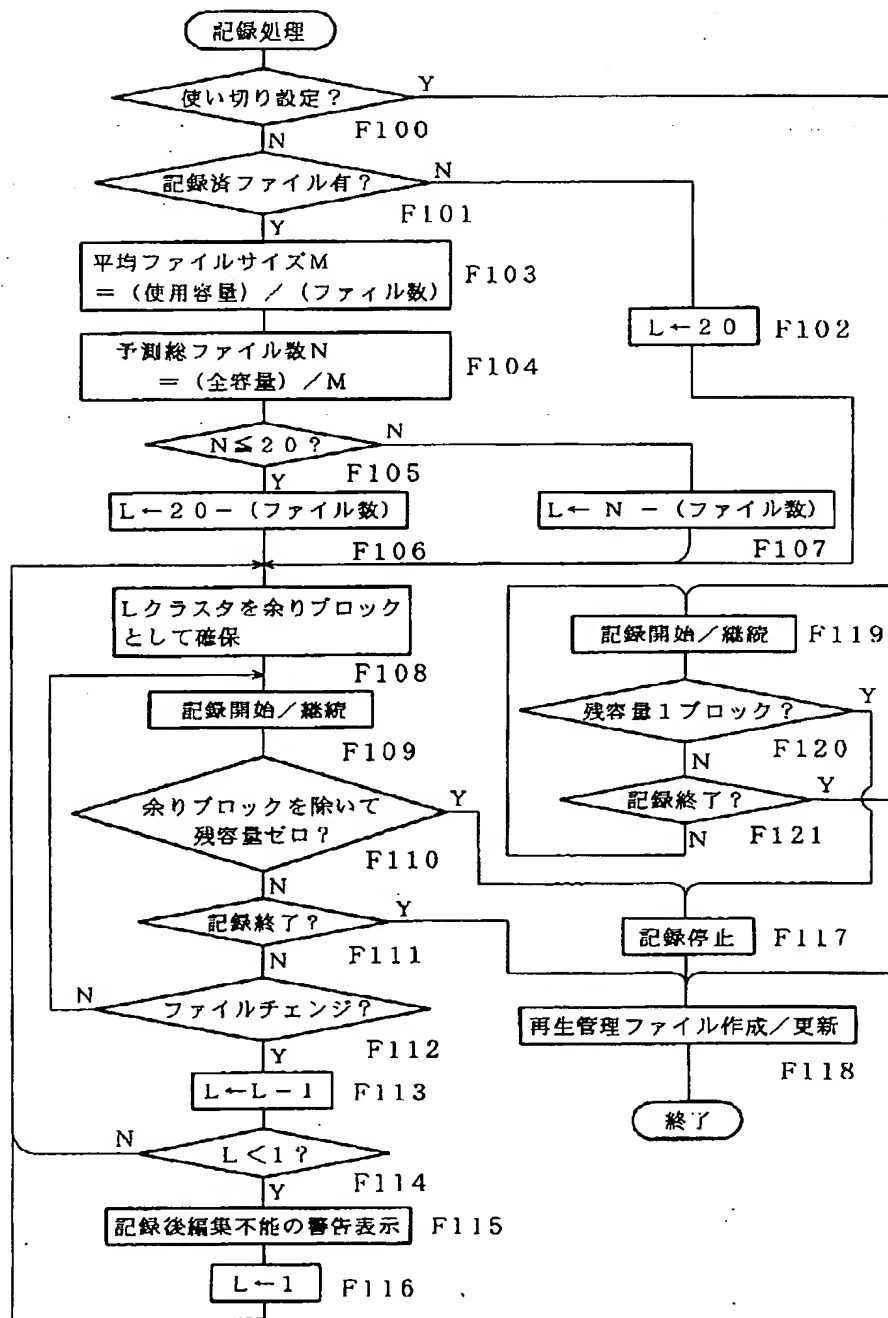 記録処理
使い切り設定?
Y
F100
N
記録済ファイル有?
N
F101
Y
平均ファイルサイズM
=(使用容量)/(ファィル数)
F103
L←20
F102
予測総ファイル数N
=(全容量)/M
F104
N≦20?
N
F105
Y
L←20-(ファイル数)
F106
L←N-(ファイル数)
F107
Lクラスタを余りブロック
として確保
F108
記録開始/継続
F109
余りブロックを除いて
残容量ゼロ?
Y
F110
N
記録終了?
Y
F111
N
ファイルチェンジ?
N
F112
Y
L←L-1
F113
L<1?
N
F114
Y
記録後編集不能の警告表示
F115
L←1
F116
記録開始/継続
F119
残容量1ブロック?
Y
F120
N
記録終了?
Y
F121
N
記録停止
F117
再生管理ファイル作成/更新
F118
終了